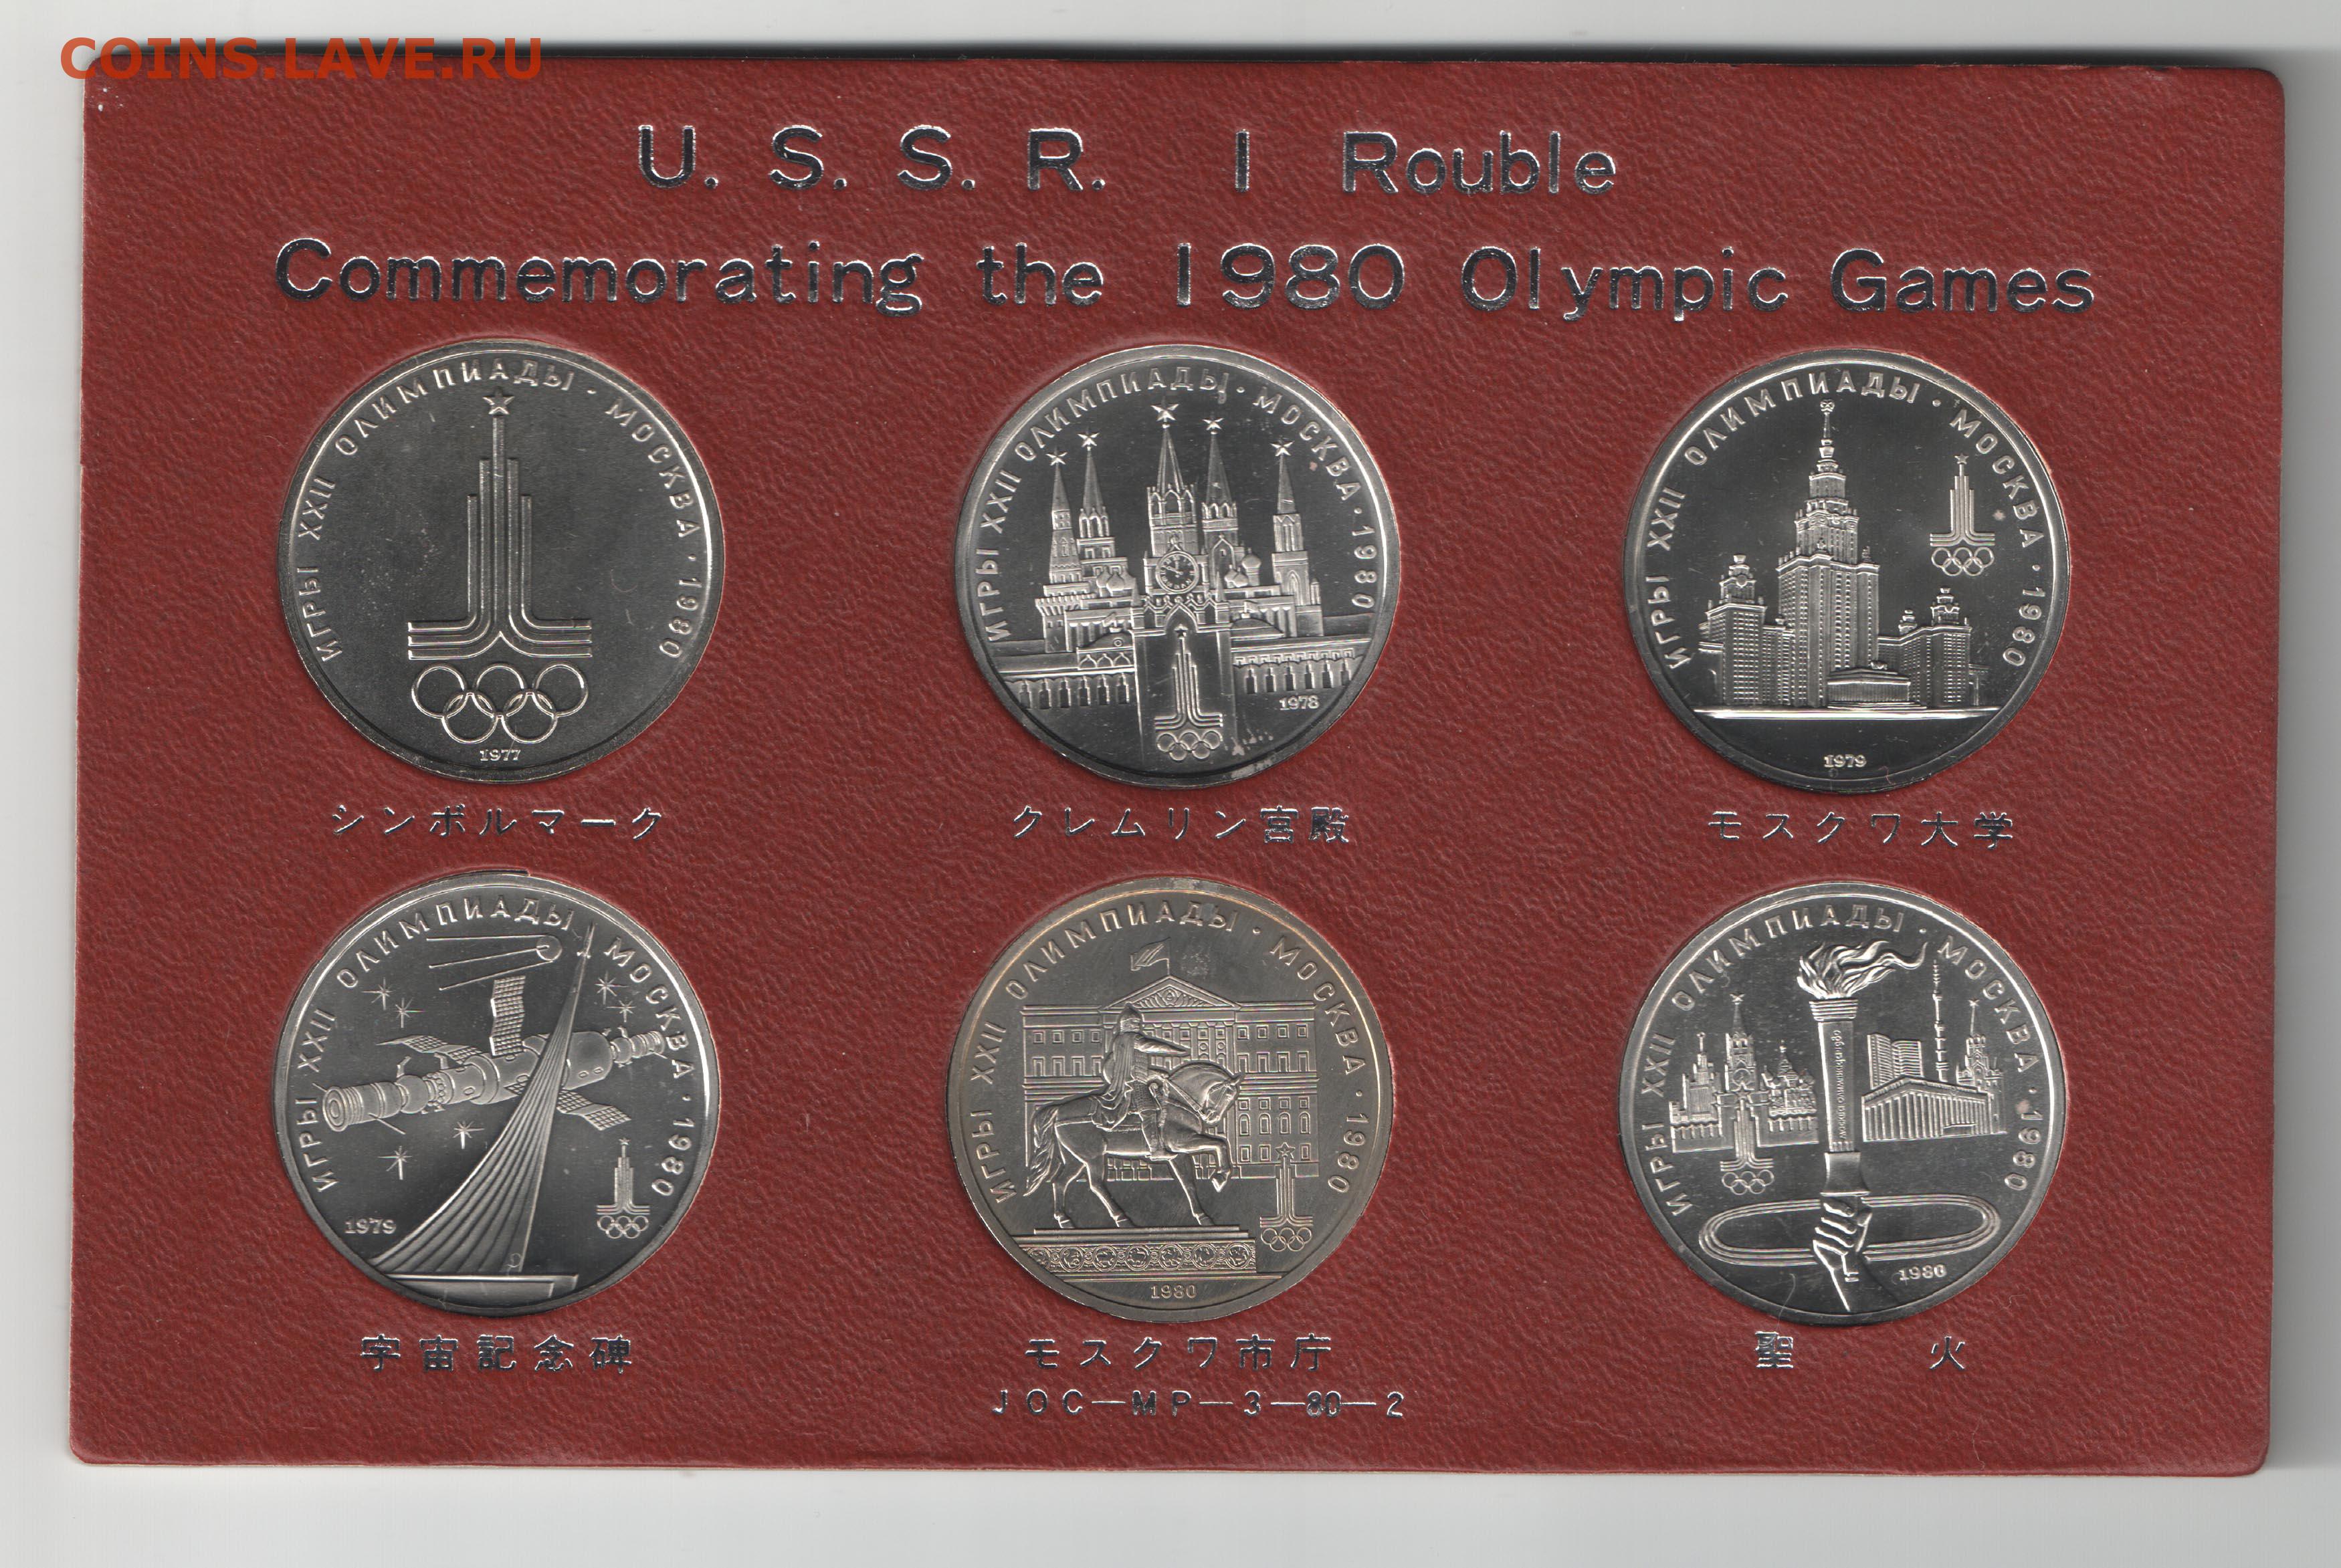 COINS.LAVE.RU
U. S. S. R. 1 Rouble
Commemorating the 1980 Olympic Games
ИГРЫ XXII ОЛИМПИАДЫ · МОСКВА · 1980
1977
ИГРЫ XXII ОЛИМПИАДЫ · МОСКВА · 1980
1978
ИГРЫ XXII ОЛИМПИАДЫ · МОСКВА · 1980
1979
シンボルマーク
クレムリン宮殿
モスクワ大学
ИГРЫ XXII ОЛИМПИАДЫ МОСКВА · 1980
1979
ИГРЫ XXII ОЛИМПИАДЫ · МОСКВА · 1980
1980
ИГРЫ XXII ОЛИМПИАДЫ · МОСКВА · 1980
1980
宇宙記念碑
モスクワ市庁
聖 火
JOC—MP—3—80—2